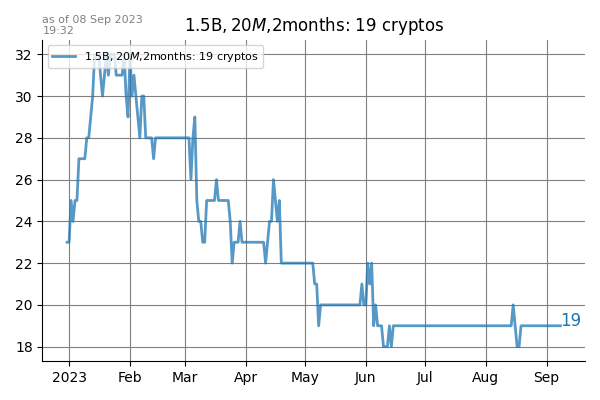 as of 08 Sep 2023
19:32
1.5B, 20M,2months: 19 cryptos
1.5B, 20M,2months: 19 cryptos
32
30
28
26
24
22
20
18
19
2023 Feb Mar Apr May Jun Jul Aug Sep